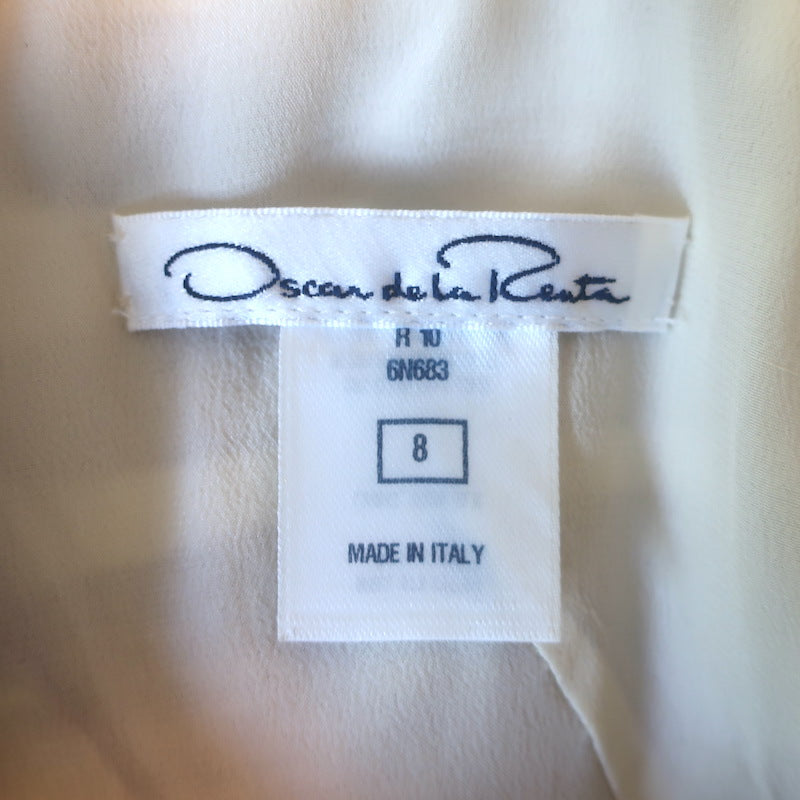 Oscar de la Renta
R 10
6N683
8
MADE IN ITALY